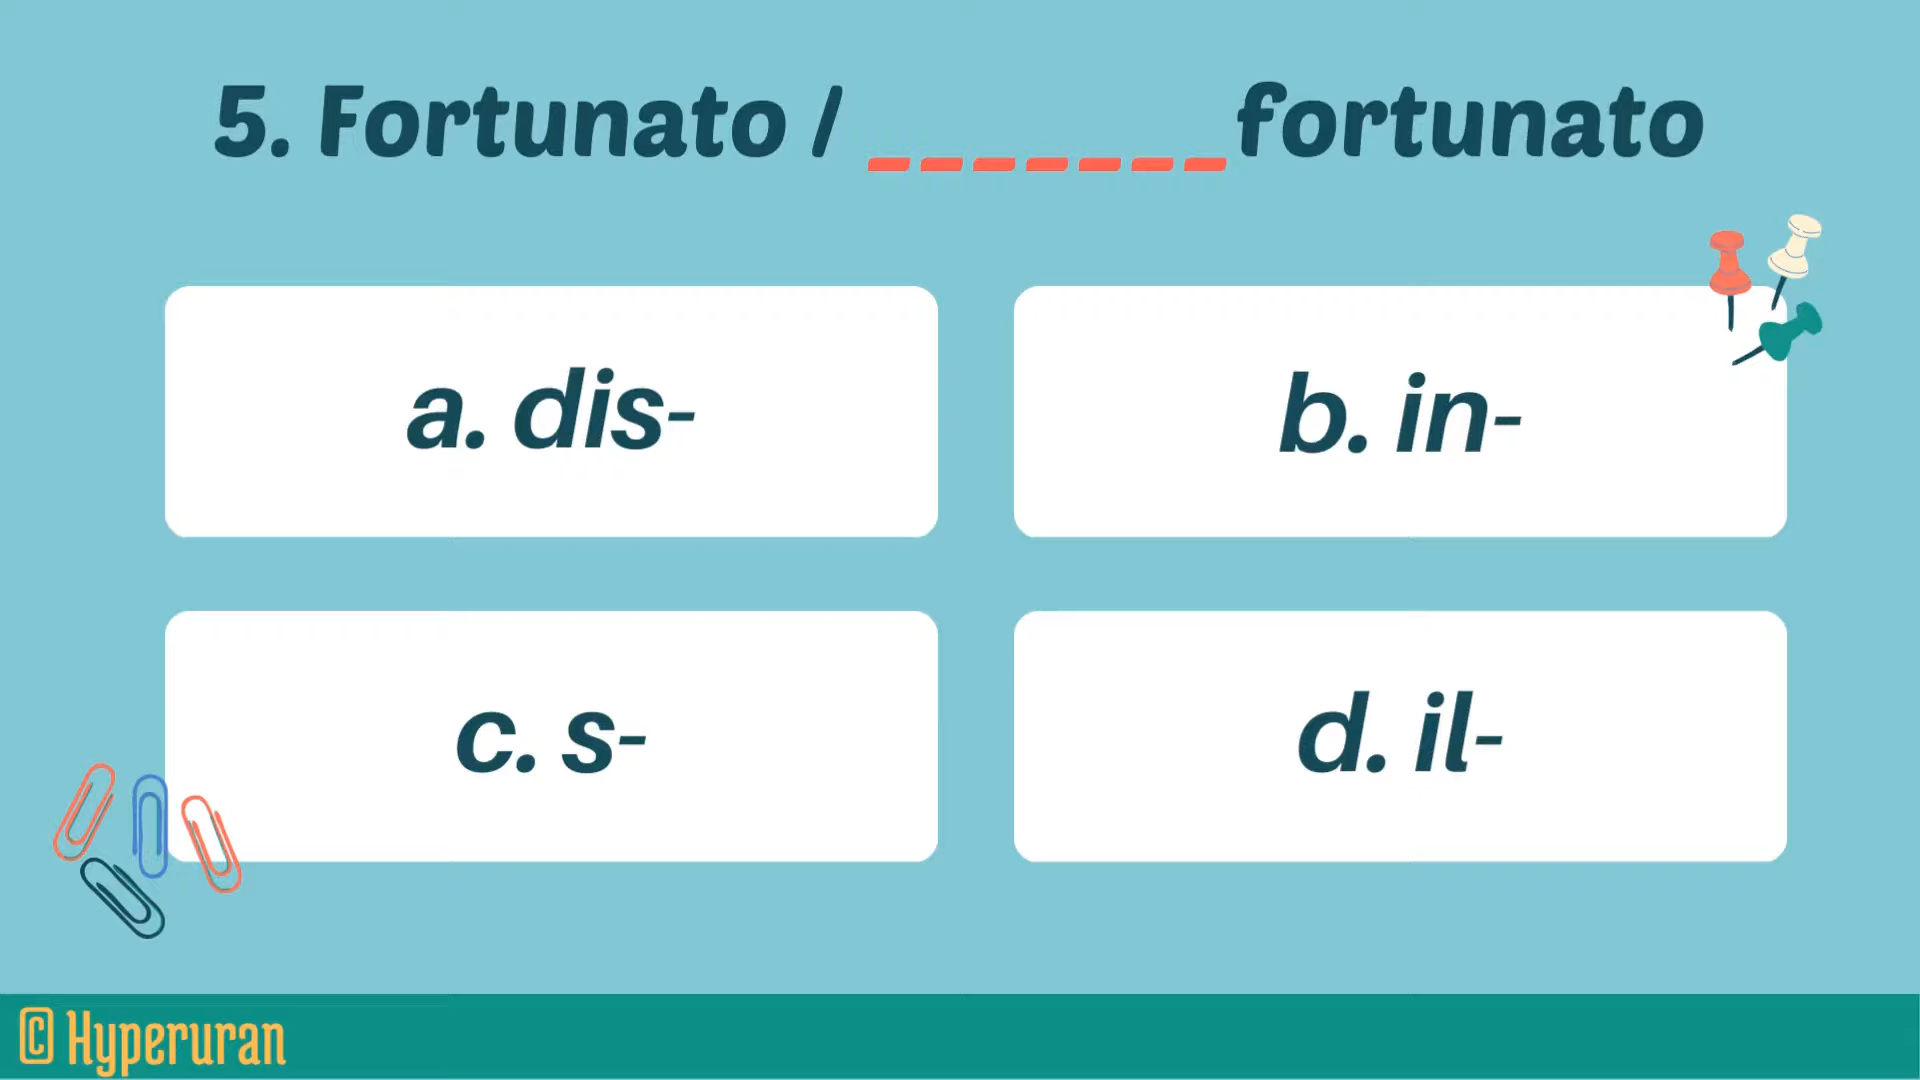 5. Fortunato / _______fortunato
a. dis-
b. in-
c. s-
d. il-
© Hyperuran